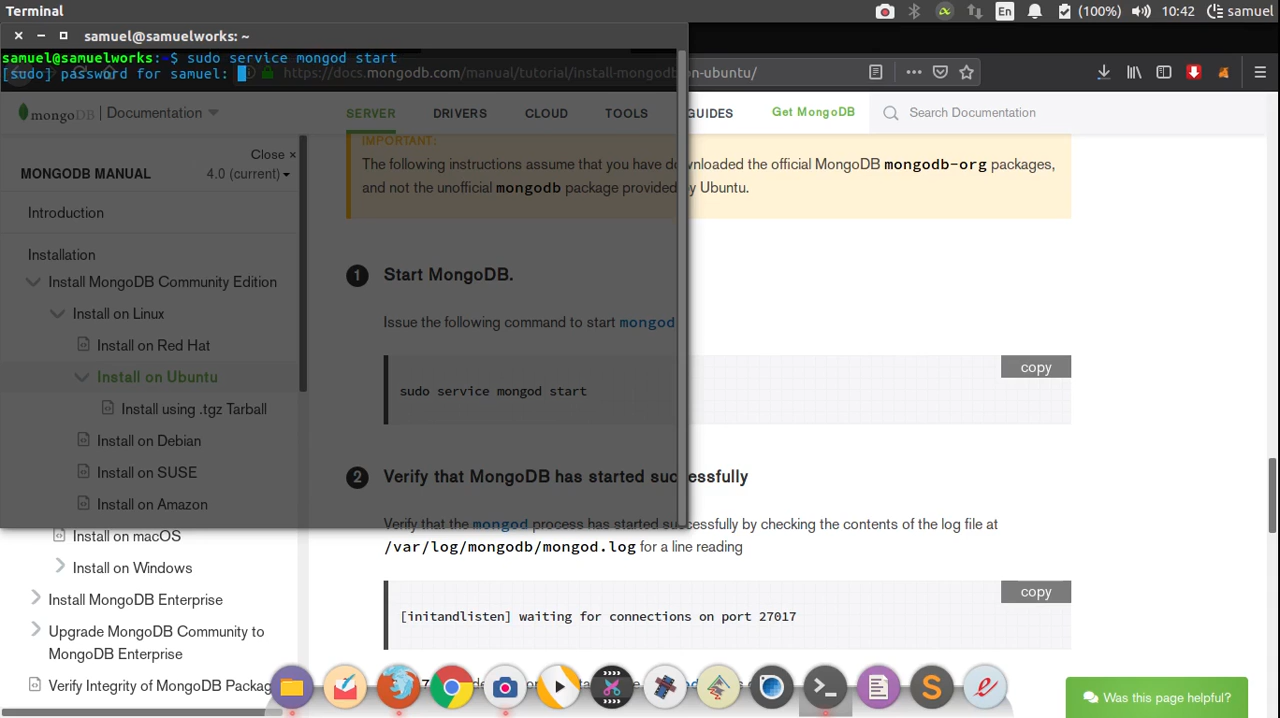 Terminal
En
(100%)
10:42
samuel
samuel@samuelworks: ~
samuel@samuelworks:~$ sudo service mongod start
[sudo] password for samuel:
https://docs.mongodb.com/manual/tutorial/install-mongodb-on-ubuntu/
mongoDB | Documentation
SERVER
DRIVERS
CLOUD
TOOLS
GUIDES
Get MongoDB
Search Documentation
Close ×
MONGODB MANUAL
4.0 (current)
Introduction
Installation
Install MongoDB Community Edition
Install on Linux
Install on Red Hat
Install on Ubuntu
Install using .tgz Tarball
Install on Debian
Install on SUSE
Install on Amazon
Install on macOS
Install on Windows
Install MongoDB Enterprise
Upgrade MongoDB Community to
MongoDB Enterprise
Verify Integrity of MongoDB Packag
IMPORTANT:
The following instructions assume that you have downloaded the official MongoDB mongodb-org packages,
and not the unofficial mongodb package provided by Ubuntu.
1 Start MongoDB.
Issue the following command to start mongod
copy
sudo service mongod start
2 Verify that MongoDB has started successfully
Verify that the mongod process has started successfully by checking the contents of the log file at
/var/log/mongodb/mongod.log for a line reading
copy
[initandlisten] waiting for connections on port 27017
Was this page helpful?